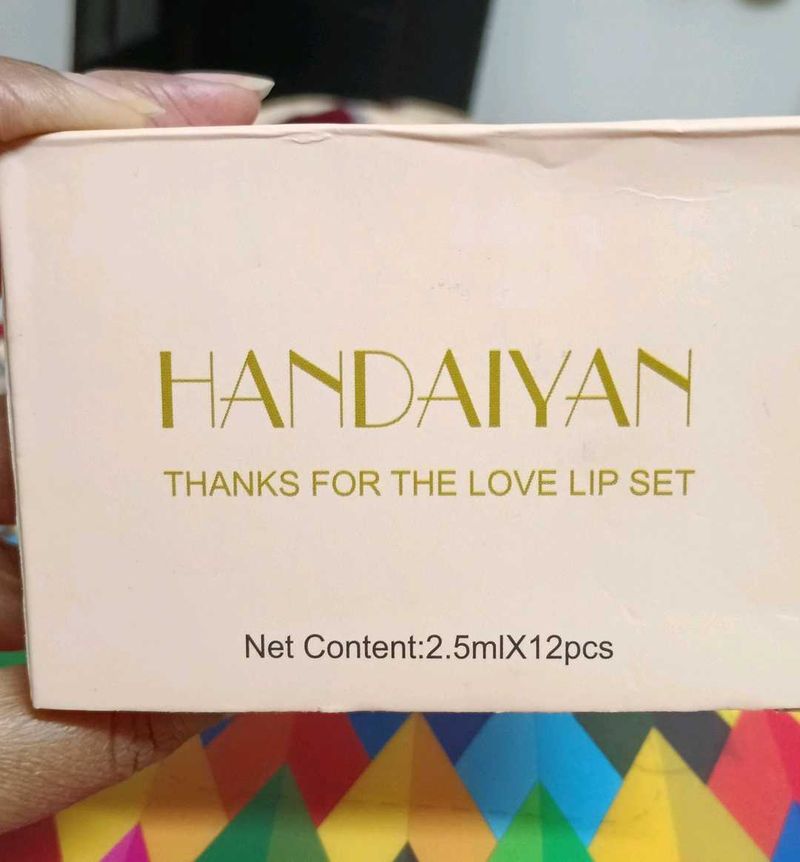 HANDAIYAN
THANKS FOR THE LOVE LIP SET
Net Content:2.5mlX12pcs